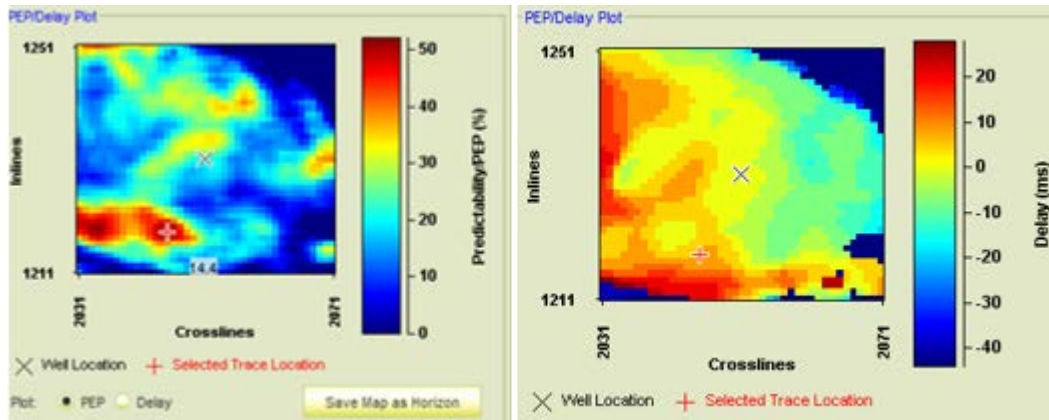 PEP/Delay Plot
1251
1211
Inlines
2031
2071
Crosslines
14.4
50
40
30
20
10
0
Predictability/PEP (%)
Well Location
Selected Trace Location
Plot:
PEP
Delay
Save Map as Horizon
PEP/Delay Plot
1251
1211
Inlines
2031
2071
Crosslines
20
10
0
-10
-20
-30
-40
Delay (ms)
Well Location
Selected Trace Location